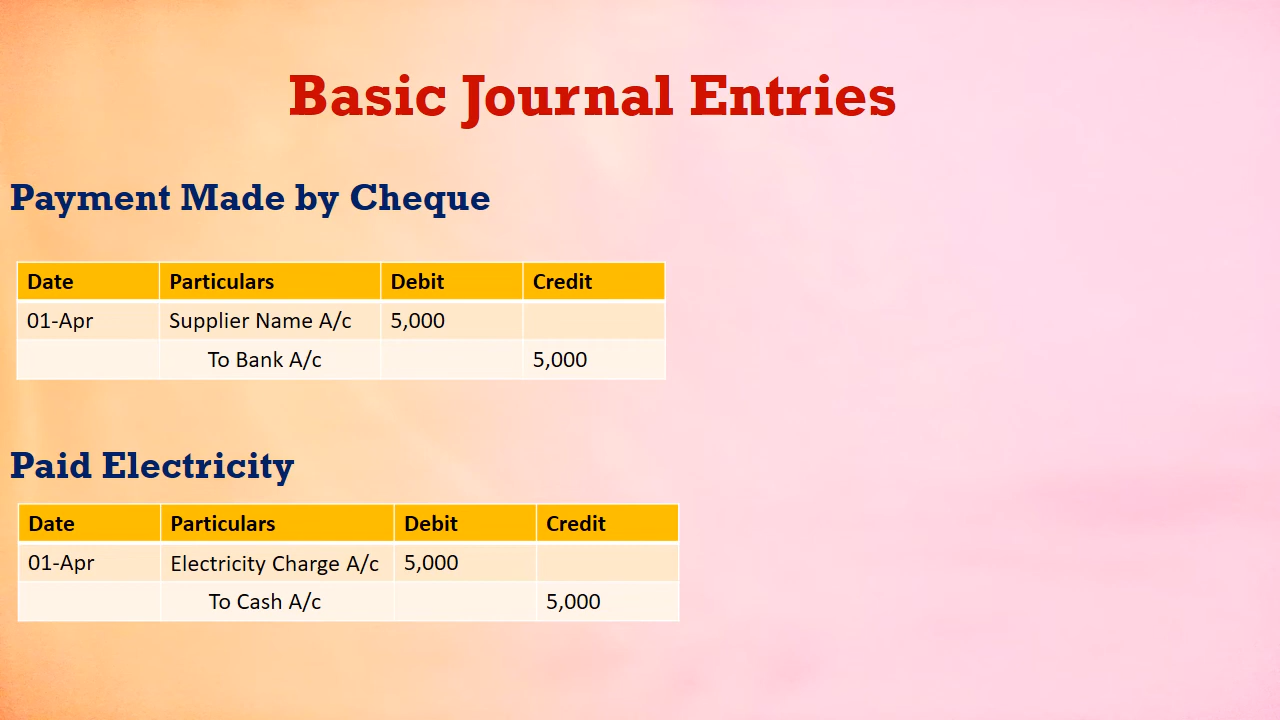 Basic Journal Entries
Payment Made by Cheque
Date Particulars Debit Credit
01-Apr Supplier Name A/c 5,000
To Bank A/c 5,000
Paid Electricity
Date Particulars Debit Credit
01-Apr Electricity Charge A/c 5,000
To Cash A/c 5,000